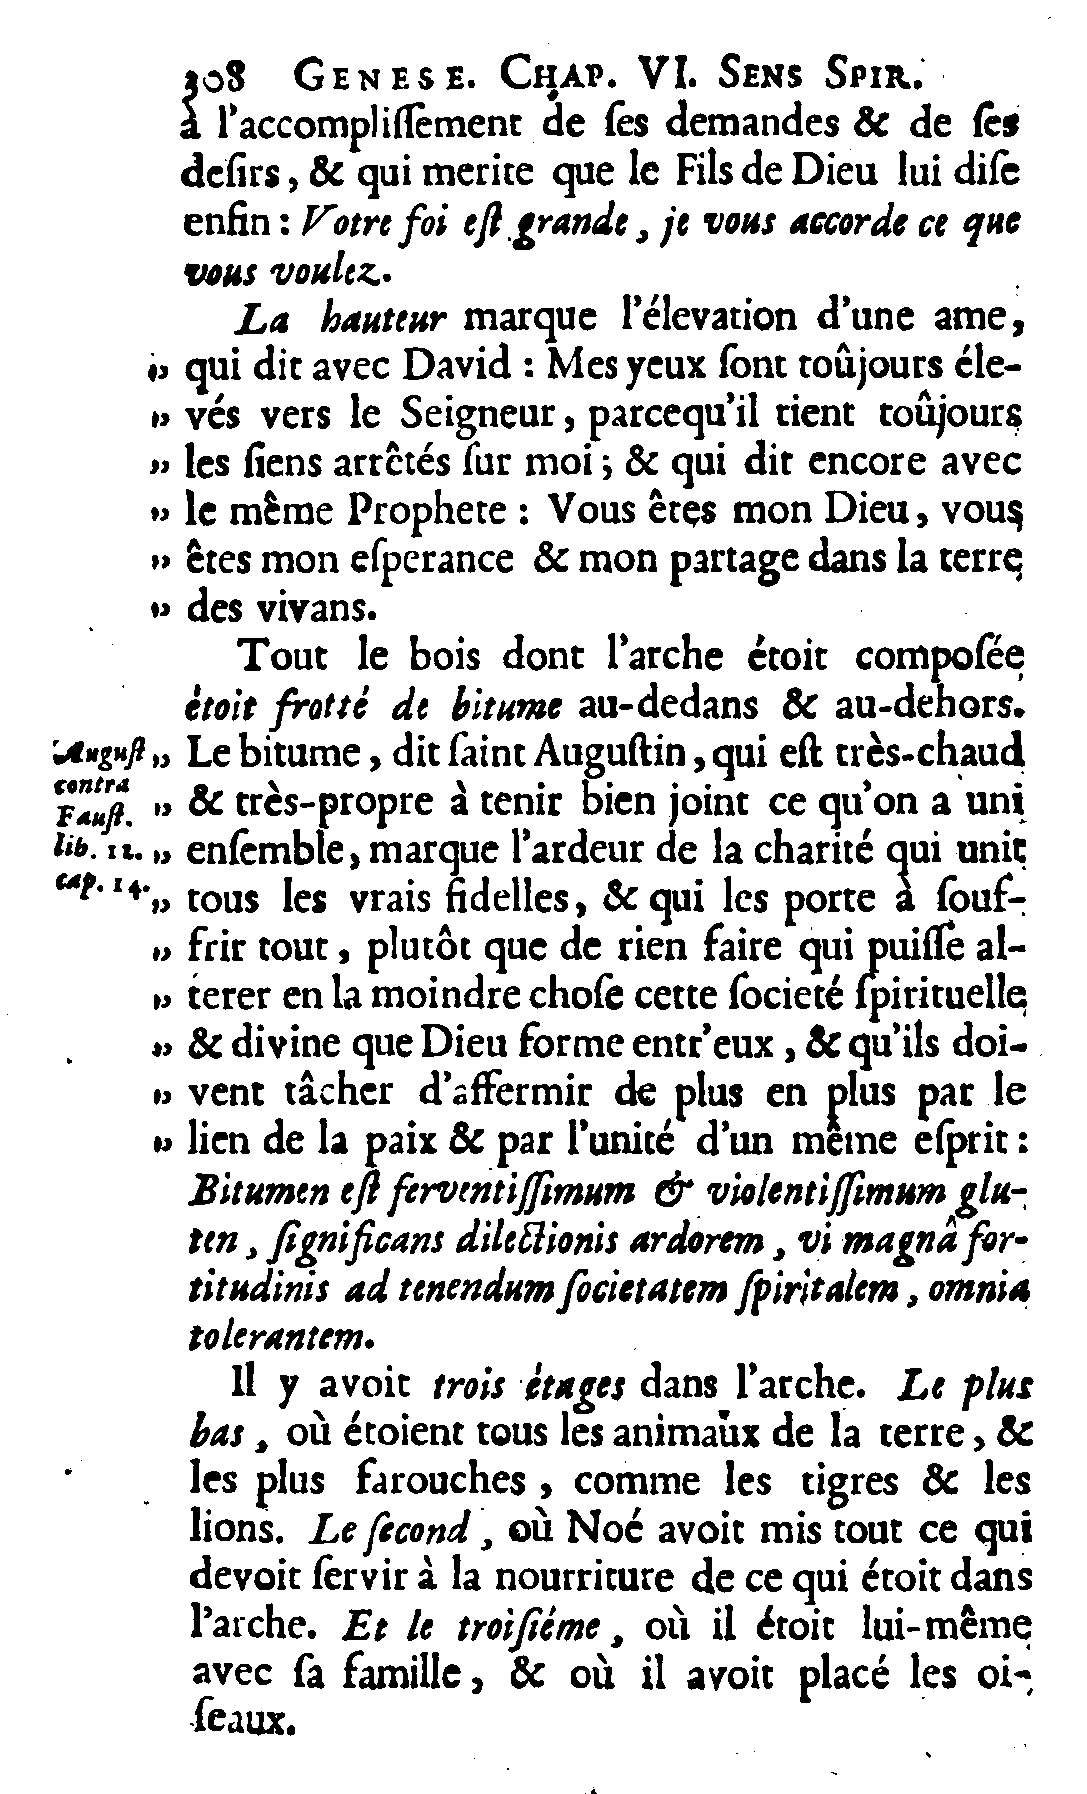 308 GENESE. CHAP. VI. SENS SPIR.
à l'accompliſſement de ſes demandes & de ſes
deſirs, & qui merite que le Fils de Dieu lui diſe
enfin : Votre foi eſt grande, je vous accorde ce que
vous voulez.
La hauteur marque l'élevation d'une ame,
„ qui dit avec David : Mes yeux ſont toûjours éle-
„ vés vers le Seigneur, parcequ'il tient toûjours
„ les ſiens arrêtés ſur moi ; & qui dit encore avec
„ le même Prophete : Vous êtes mon Dieu, vous
„ êtes mon eſperance & mon partage dans la terre
„ des vivans.
Tout le bois dont l'arche étoit compoſée
étoit frotté de bitume au-dedans & au-dehors.
Auguſt „ Le bitume, dit ſaint Auguſtin, qui eſt très-chaud
contra
Fauſt. „ & très-propre à tenir bien joint ce qu'on a uni
lib. 12. „ enſemble, marque l'ardeur de la charité qui unit
cap. 14. „ tous les vrais fidelles, & qui les porte à ſouf-
„ frir tout, plutôt que de rien faire qui puiſſe al-
„ terer en la moindre choſe cette ſocieté ſpirituelle
„ & divine que Dieu forme entr'eux, & qu'ils doi-
„ vent tâcher d'affermir de plus en plus par le
„ lien de la paix & par l'unité d'un même eſprit :
Bitumen eſt ferventiſſimum & violentiſſimum glu-
ten, ſignificans dilectionis ardorem, vi magnâ for-
titudinis ad tenendum ſocietatem ſpiritalem, omnia
tolerantem.
Il y avoit trois étages dans l'arche. Le plus
bas, où étoient tous les animaux de la terre, &
les plus farouches, comme les tigres & les
lions. Le ſecond, où Noé avoit mis tout ce qui
devoit ſervir à la nourriture de ce qui étoit dans
l'arche. Et le troiſiéme, où il étoit lui-même
avec ſa famille, & où il avoit placé les oi-
ſeaux.